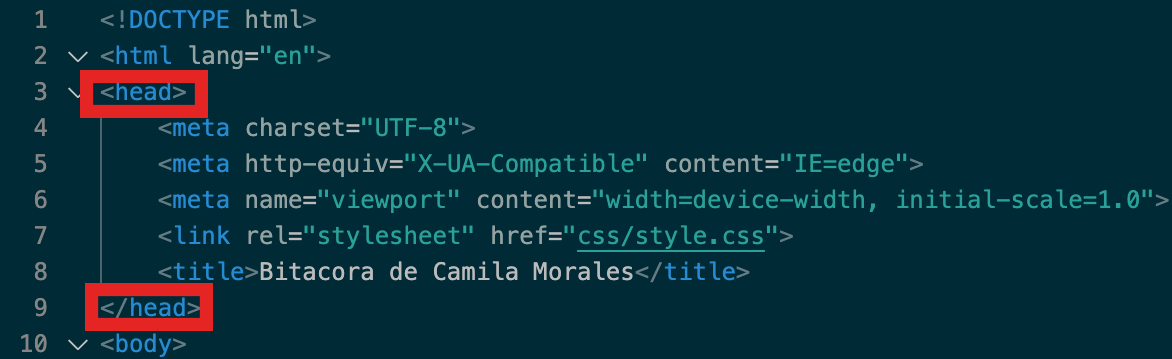 1 <!DOCTYPE html>
2 <html lang="en">
3 <head>
4 <meta charset="UTF-8">
5 <meta http-equiv="X-UA-Compatible" content="IE=edge">
6 <meta name="viewport" content="width=device-width, initial-scale=1.0">
7 <link rel="stylesheet" href="css/style.css">
8 <title>Bitacora de Camila Morales</title>
9 </head>
10 <body>